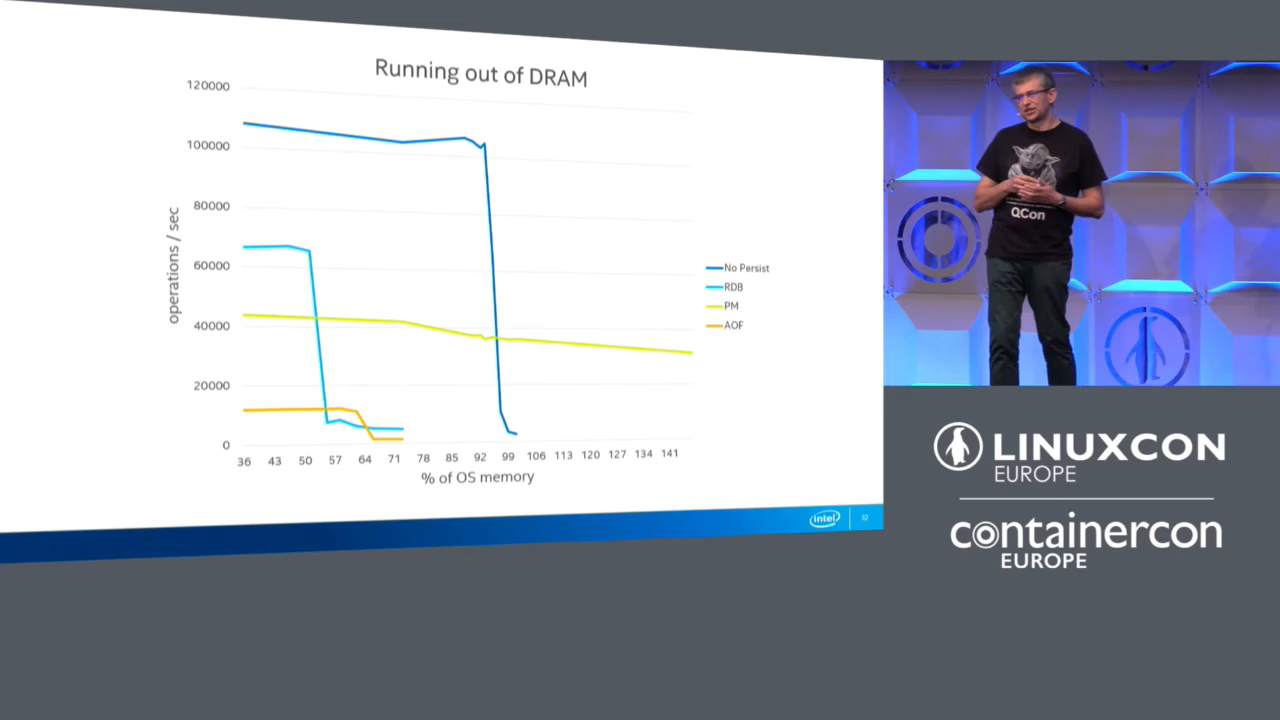 Running out of DRAM
120000
100000
80000
60000
40000
20000
0
operations / sec
36 43 50 57 64 71 78 85 92 99 106 113 120 127 134 141
% of OS memory
No Persist
RDB
PM
AOF
intel
32
QCon
LINUXCON
EUROPE
containercon
EUROPE